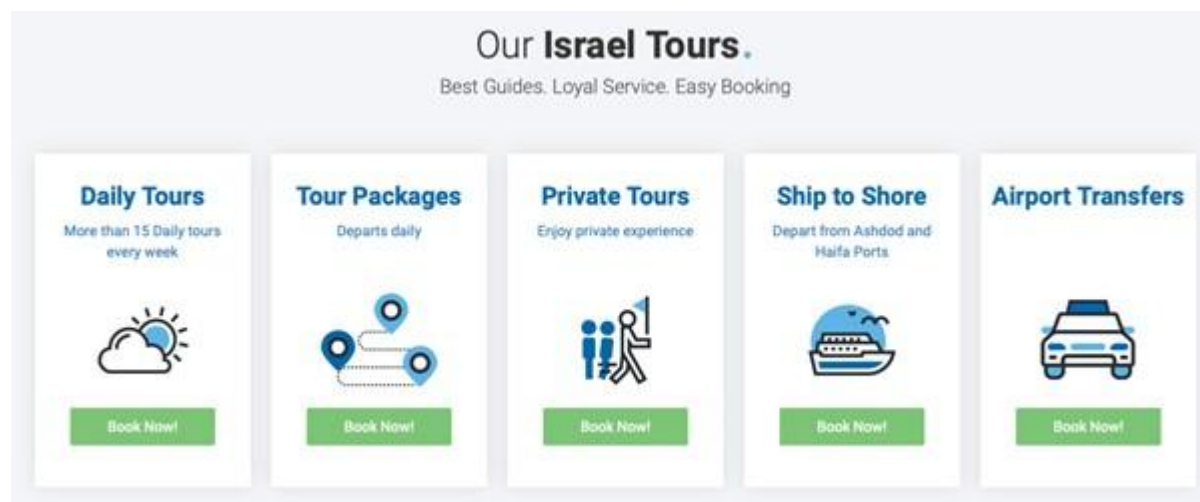 Our Israel Tours.
Best Guides. Loyal Service. Easy Booking
Daily Tours
More than 15 Daily tours
every week
Book Now!
Tour Packages
Departs daily
Book Now!
Private Tours
Enjoy private experience
Book Now!
Ship to Shore
Depart from Ashdod and
Haifa Ports
Book Now!
Airport Transfers
Book Now!